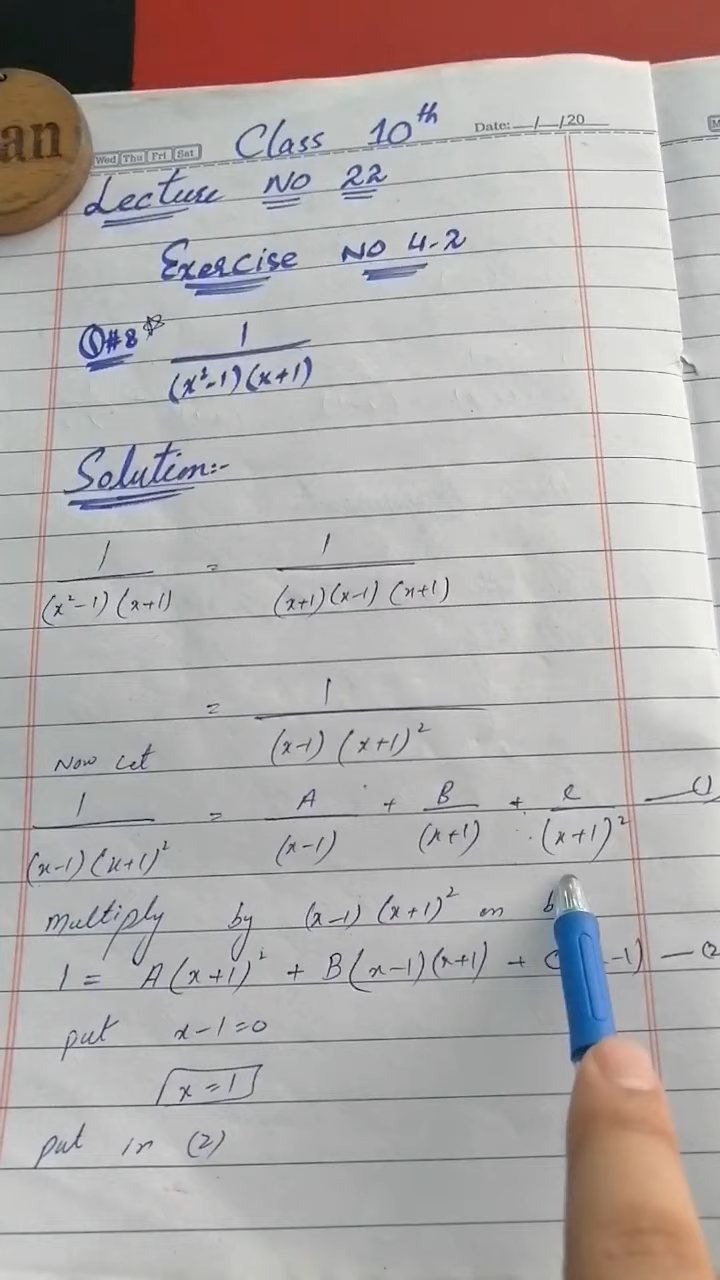 an
Wed Thu Fri Sat
Class 10th
Date: __/__/20__
Lecture NO 22
Exercise NO 4-2
Q#8 1/((x²-1)(x+1))
Solution:-
1/((x²-1)(x+1)) = 1/((x+1)(x-1)(x+1))
= 1/((x-1)(x+1)²)
Now let
1/((x-1)(x+1)²) = A/(x-1) + B/(x+1) + C/(x+1)² —
multiply by (x-1)(x+1)² on b
1 = A(x+1)² + B(x-1)(x+1) + -1) — (2
put x-1=0
x=1
put in (2)